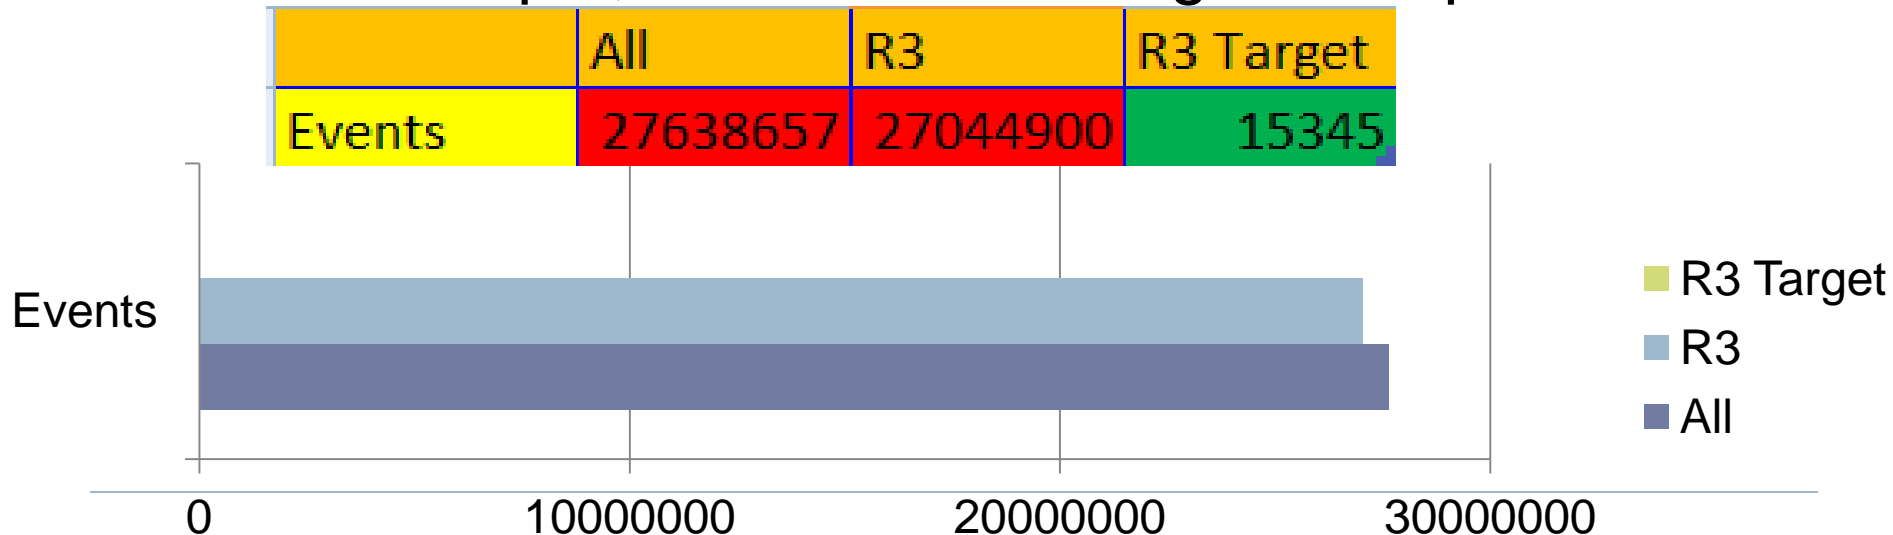 All R3 R3 Target
Events 27638657 27044900 15345
Events
R3 Target
R3
All
0 10000000 20000000 30000000